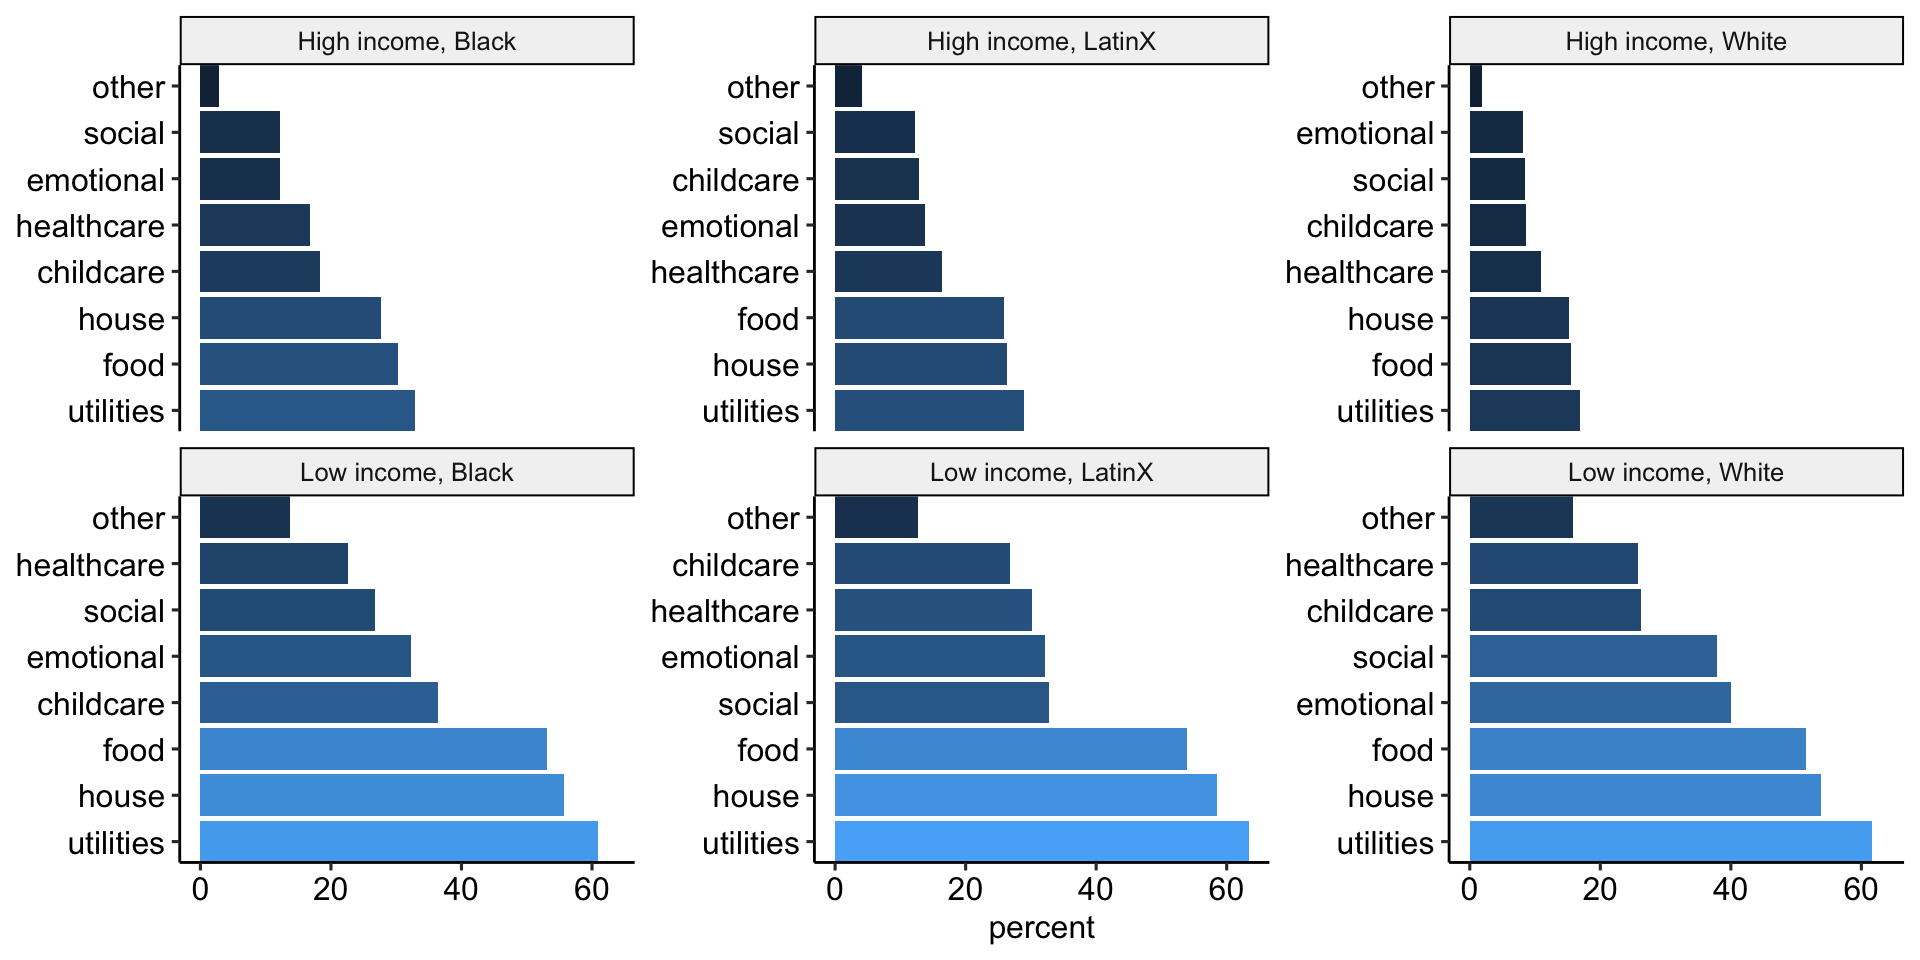 High income, Black
other
social
emotional
healthcare
childcare
house
food
utilities
High income, LatinX
other
social
childcare
emotional
healthcare
food
house
utilities
High income, White
other
emotional
social
childcare
healthcare
house
food
utilities
Low income, Black
other
healthcare
social
emotional
childcare
food
house
utilities
0 20 40 60
Low income, LatinX
other
childcare
healthcare
emotional
social
food
house
utilities
0 20 40 60
Low income, White
other
healthcare
childcare
social
emotional
food
house
utilities
0 20 40 60
percent